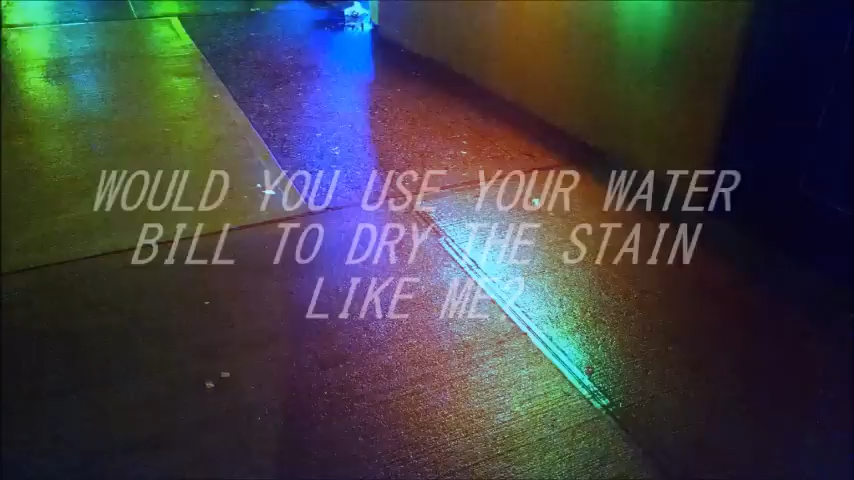 WOULD YOU USE YOUR WATER
BILL TO DRY THE STAIN
LIKE ME?